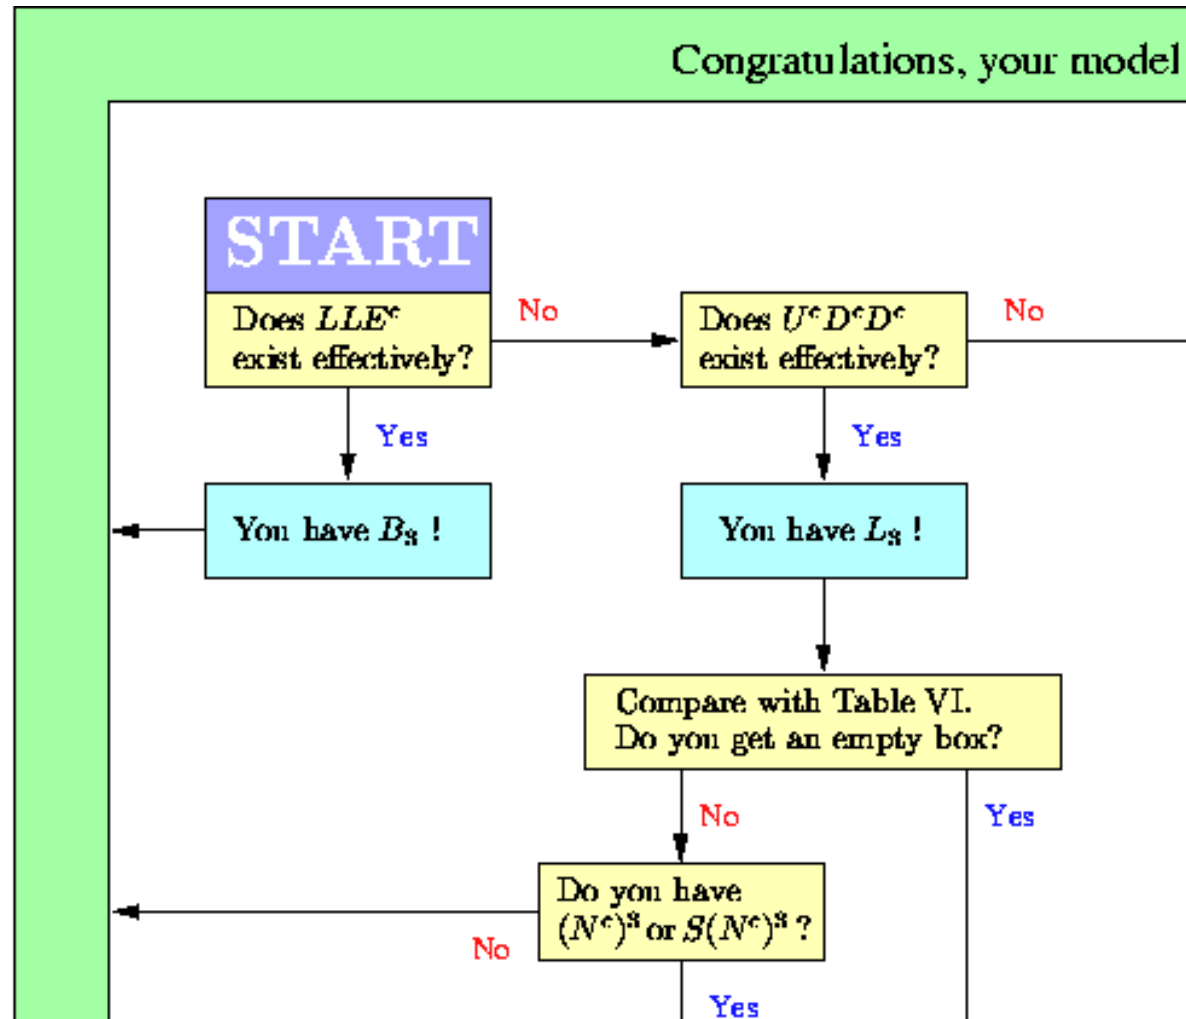 Congratulations, your model
START
Does LLE^c
exist effectively?
No
Does U^cD^cD^c
exist effectively?
No
Yes
Yes
You have B_3 !
You have L_3 !
Compare with Table VI.
Do you get an empty box?
No
Yes
Do you have
(N^c)^3 or S(N^c)^3 ?
No
Yes